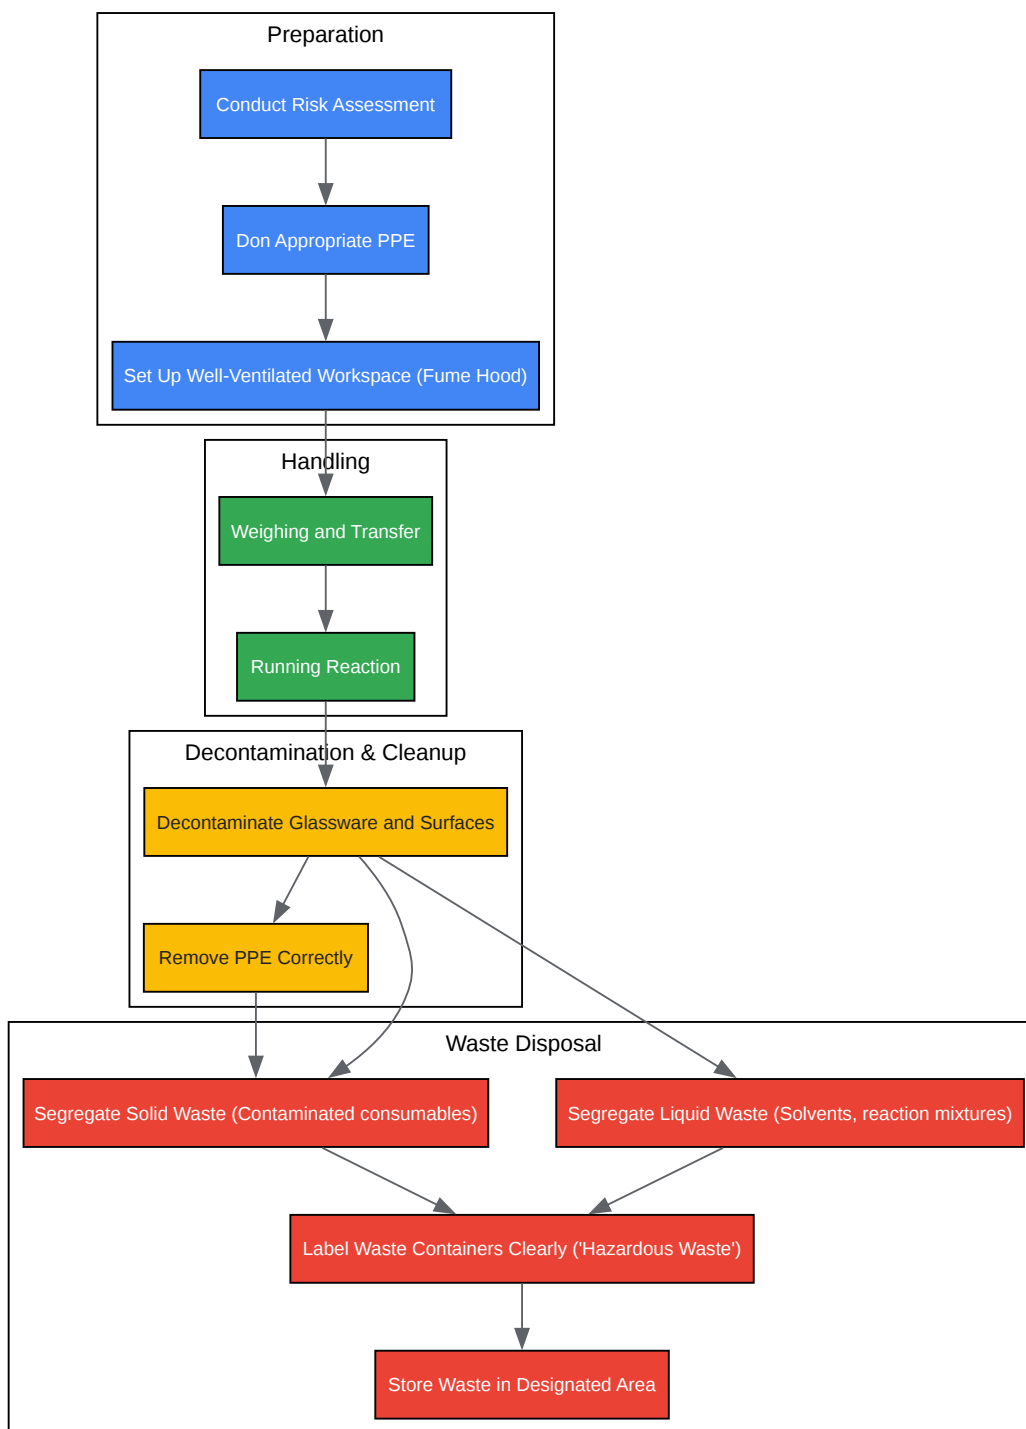 Preparation
Conduct Risk Assessment
Don Appropriate PPE
Set Up Well-Ventilated Workspace (Fume Hood)
Handling
Weighing and Transfer
Running Reaction
Decontamination & Cleanup
Decontaminate Glassware and Surfaces
Remove PPE Correctly
Waste Disposal
Segregate Solid Waste (Contaminated consumables)
Segregate Liquid Waste (Solvents, reaction mixtures)
Label Waste Containers Clearly ('Hazardous Waste')
Store Waste in Designated Area